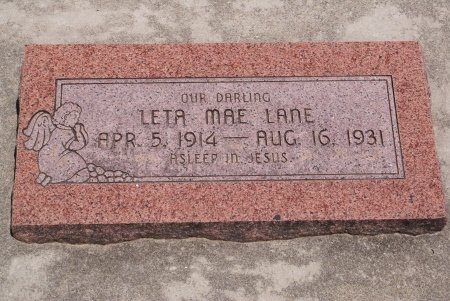 OUR DARLING
LETA MAE LANE
APR. 5, 1914 — AUG. 16, 1931
ASLEEP IN JESUS.